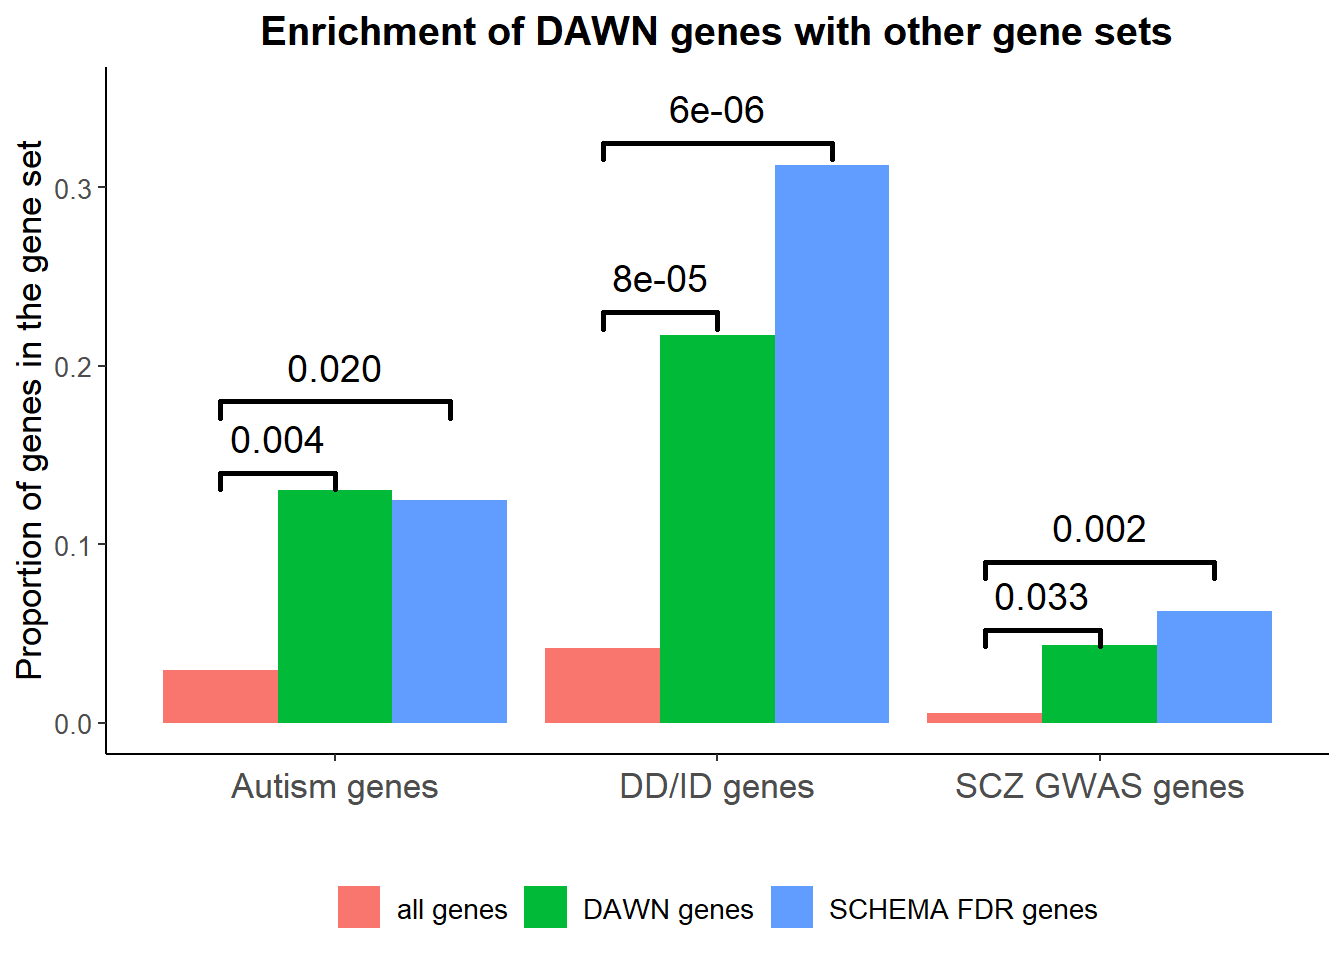 Enrichment of DAWN genes with other gene sets
Proportion of genes in the gene set
0.3
0.2
0.1
0.0
6e-06
8e-05
0.020
0.004
0.002
0.033
Autism genes
DD/ID genes
SCZ GWAS genes
all genes
DAWN genes
SCHEMA FDR genes